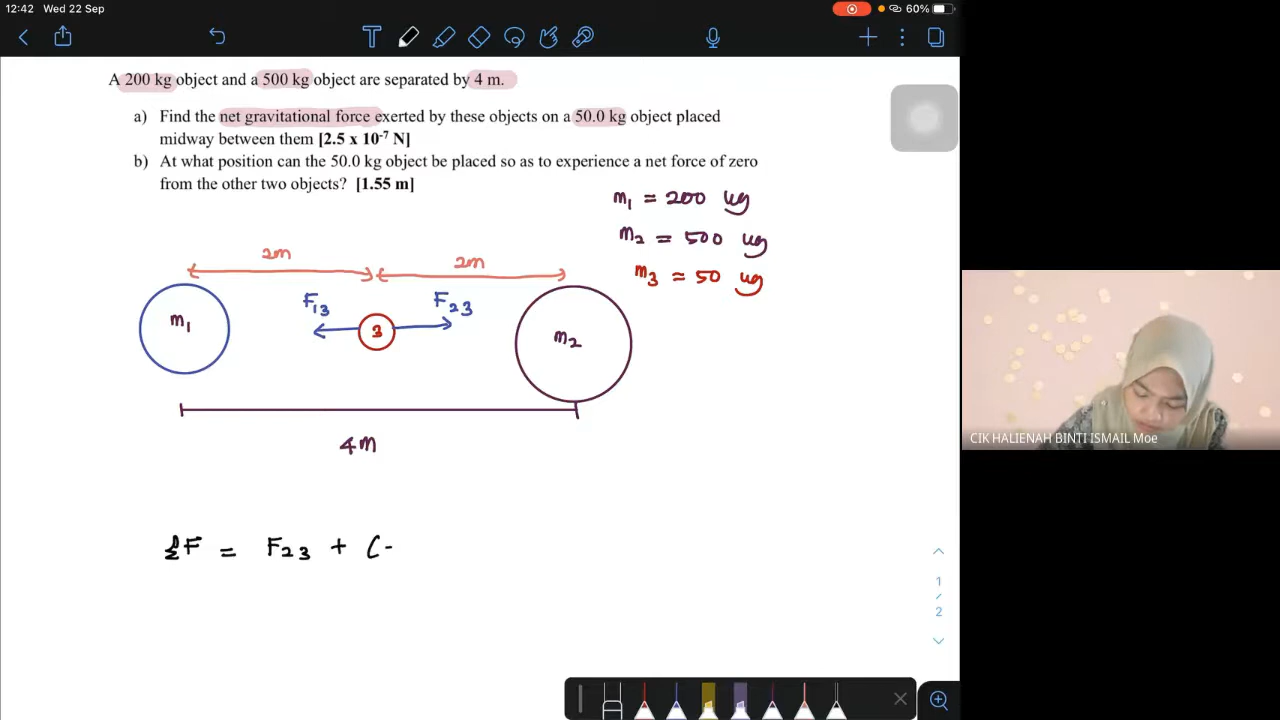 12:42 Wed 22 Sep
60%
A 200 kg object and a 500 kg object are separated by 4 m.
a) Find the net gravitational force exerted by these objects on a 50.0 kg object placed
midway between them [2.5 x 10⁻⁷ N]
b) At what position can the 50.0 kg object be placed so as to experience a net force of zero
from the other two objects? [1.55 m]
m₁ = 200 kg
m₂ = 500 kg
m₃ = 50 kg
2m
2m
F₁₃
F₂₃
m₁
3
m₂
4m
ΣF = F₂₃ + (-
1
/
2
CIK HALIENAH BINTI ISMAIL Moe